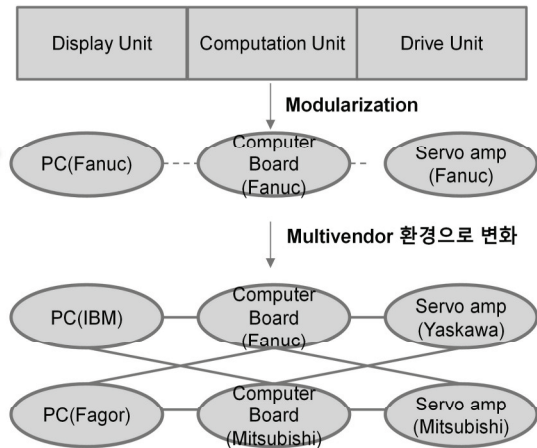 Display Unit
Computation Unit
Drive Unit
Modularization
PC(Fanuc)
Computer
Board
(Fanuc)
Servo amp
(Fanuc)
Multivendor 환경으로 변화
PC(IBM)
Computer
Board
(Fanuc)
Servo amp
(Yaskawa)
PC(Fagor)
Computer
Board
(Mitsubishi)
Servo amp
(Mitsubishi)